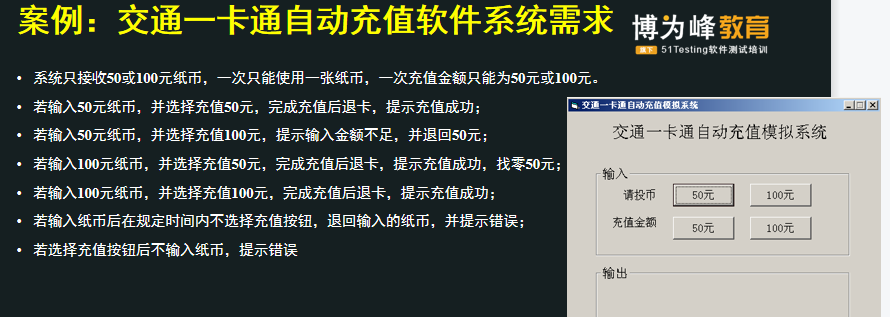 案例：交通一卡通自动充值软件系统需求
博为峰教育
旗下 51Testing软件测试培训
• 系统只接收50或100元纸币，一次只能使用一张纸币，一次充值金额只能为50元或100元。
• 若输入50元纸币，并选择充值50元，完成充值后退卡，提示充值成功；
• 若输入50元纸币，并选择充值100元，提示输入金额不足，并退回50元；
• 若输入100元纸币，并选择充值50元，完成充值后退卡，提示充值成功，找零50元；
• 若输入100元纸币，并选择充值100元，完成充值后退卡，提示充值成功；
• 若输入纸币后在规定时间内不选择充值按钮，退回输入的纸币，并提示错误；
• 若选择充值按钮后不输入纸币，提示错误
交通一卡通自动充值模拟系统
交通一卡通自动充值模拟系统
输入
请投币 50元 100元
充值金额 50元 100元
输出